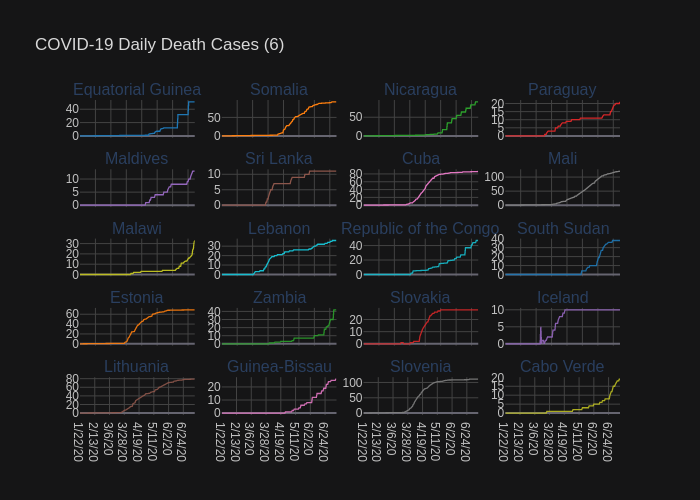 COVID-19 Daily Death Cases (6)
Equatorial Guinea Somalia Nicaragua Paraguay
40 20 0 50 0 50 0 20 15 10 5 0
Maldives Sri Lanka Cuba Mali
10 5 0 10 5 0 80 60 40 20 0 100 50 0
Malawi Lebanon Republic of the Congo South Sudan
30 20 10 0 30 20 10 0 40 20 0 40 30 20 10 0
Estonia Zambia Slovakia Iceland
60 40 20 0 40 30 20 10 0 20 10 0 10 5 0
Lithuania Guinea-Bissau Slovenia Cabo Verde
80 60 40 20 0 20 10 0 100 50 0 20 15 10 5 0
1/22/20 2/13/20 3/6/20 3/28/20 4/19/20 5/11/20 6/2/20 6/24/20 1/22/20 2/13/20 3/6/20 3/28/20 4/19/20 5/11/20 6/2/20 6/24/20 1/22/20 2/13/20 3/6/20 3/28/20 4/19/20 5/11/20 6/2/20 6/24/20 1/22/20 2/13/20 3/6/20 3/28/20 4/19/20 5/11/20 6/2/20 6/24/20